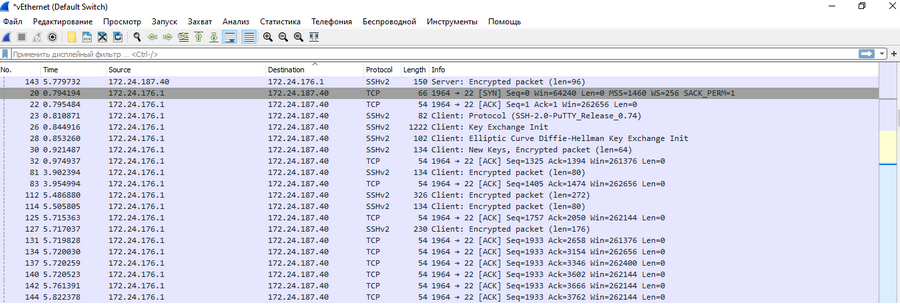 *vEthernet (Default Switch)
Файл Редактирование Просмотр Запуск Захват Анализ Статистика Телефония Беспроводной Инструменты Помощь
Применить дисплейный фильтр ... <Ctrl-/>
No. Time Source Destination Protocol Length Info
143 5.779732 172.24.187.40 172.24.176.1 SSHv2 150 Server: Encrypted packet (len=96)
20 0.794194 172.24.176.1 172.24.187.40 TCP 66 1964 → 22 [SYN] Seq=0 Win=64240 Len=0 MSS=1460 WS=256 SACK_PERM=1
22 0.795484 172.24.176.1 172.24.187.40 TCP 54 1964 → 22 [ACK] Seq=1 Ack=1 Win=262656 Len=0
23 0.810871 172.24.176.1 172.24.187.40 SSHv2 82 Client: Protocol (SSH-2.0-PuTTY_Release_0.74)
26 0.844916 172.24.176.1 172.24.187.40 SSHv2 1222 Client: Key Exchange Init
28 0.853260 172.24.176.1 172.24.187.40 SSHv2 102 Client: Elliptic Curve Diffie-Hellman Key Exchange Init
30 0.921487 172.24.176.1 172.24.187.40 SSHv2 134 Client: New Keys, Encrypted packet (len=64)
32 0.974937 172.24.176.1 172.24.187.40 TCP 54 1964 → 22 [ACK] Seq=1325 Ack=1394 Win=261376 Len=0
81 3.902394 172.24.176.1 172.24.187.40 SSHv2 134 Client: Encrypted packet (len=80)
83 3.954994 172.24.176.1 172.24.187.40 TCP 54 1964 → 22 [ACK] Seq=1405 Ack=1474 Win=262656 Len=0
112 5.486880 172.24.176.1 172.24.187.40 SSHv2 326 Client: Encrypted packet (len=272)
114 5.505805 172.24.176.1 172.24.187.40 SSHv2 134 Client: Encrypted packet (len=80)
125 5.715363 172.24.176.1 172.24.187.40 TCP 54 1964 → 22 [ACK] Seq=1757 Ack=2050 Win=262144 Len=0
127 5.717037 172.24.176.1 172.24.187.40 SSHv2 230 Client: Encrypted packet (len=176)
131 5.719828 172.24.176.1 172.24.187.40 TCP 54 1964 → 22 [ACK] Seq=1933 Ack=2658 Win=261376 Len=0
134 5.720030 172.24.176.1 172.24.187.40 TCP 54 1964 → 22 [ACK] Seq=1933 Ack=3154 Win=262656 Len=0
137 5.720259 172.24.176.1 172.24.187.40 TCP 54 1964 → 22 [ACK] Seq=1933 Ack=3346 Win=262400 Len=0
140 5.720523 172.24.176.1 172.24.187.40 TCP 54 1964 → 22 [ACK] Seq=1933 Ack=3602 Win=262144 Len=0
142 5.761391 172.24.176.1 172.24.187.40 TCP 54 1964 → 22 [ACK] Seq=1933 Ack=3666 Win=262144 Len=0
144 5.822378 172.24.176.1 172.24.187.40 TCP 54 1964 → 22 [ACK] Seq=1933 Ack=3762 Win=262144 Len=0